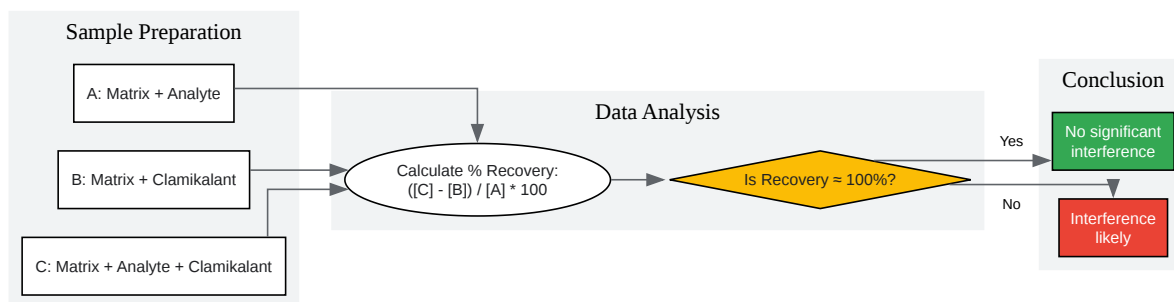 Sample Preparation
A: Matrix + Analyte
B: Matrix + Clamikalant
C: Matrix + Analyte + Clamikalant
Data Analysis
Calculate % Recovery:
([C] - [B]) / [A] * 100
Is Recovery ≈ 100%?
Yes
No
Conclusion
No significant
interference
Interference
likely